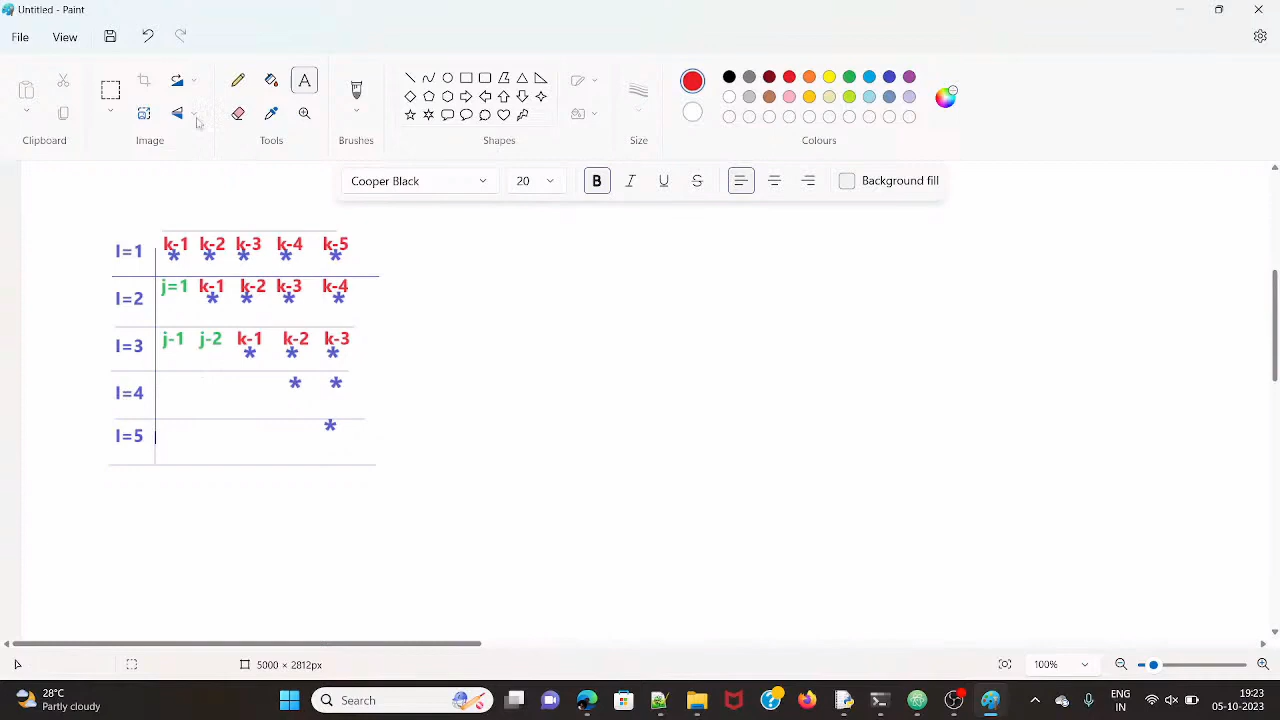 Untitled - Paint
File View
Clipboard Image Tools Brushes Shapes Size Colours
Cooper Black 20 B I U S Background fill
I=1 k-1 k-2 k-3 k-4 k-5
* * * * *
I=2 j=1 k-1 k-2 k-3 k-4
* * * *
I=3 j-1 j-2 k-1 k-2 k-3
* * *
I=4 * *
I=5 *
5000 × 2812px 100%
28°C
Partly cloudy
Search
ENG
IN
19:23
05-10-2023